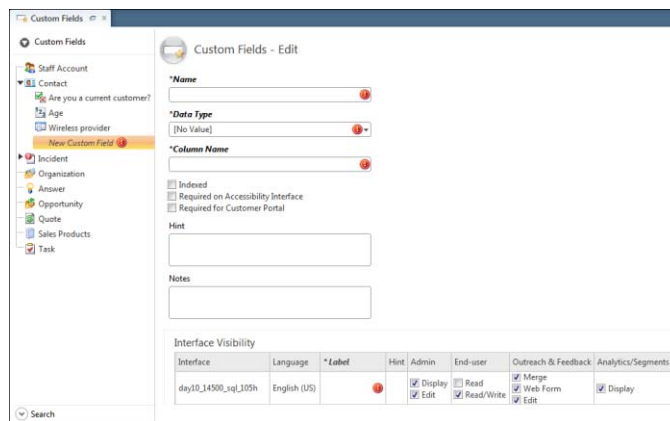 Custom Fields
Custom Fields
Staff Account
Contact
Are you a current customer?
Age
Wireless provider
New Custom Field
Incident
Organization
Answer
Opportunity
Quote
Sales Products
Task
Search
Custom Fields - Edit
*Name
*Data Type
[No Value]
*Column Name
Indexed
Required on Accessibility Interface
Required for Customer Portal
Hint
Notes
Interface Visibility
Interface Language *Label Hint Admin End-user Outreach & Feedback Analytics/Segments
day10_14500_sql_105h English (US) Display Read Merge Display
Edit Read/Write Web Form
Edit